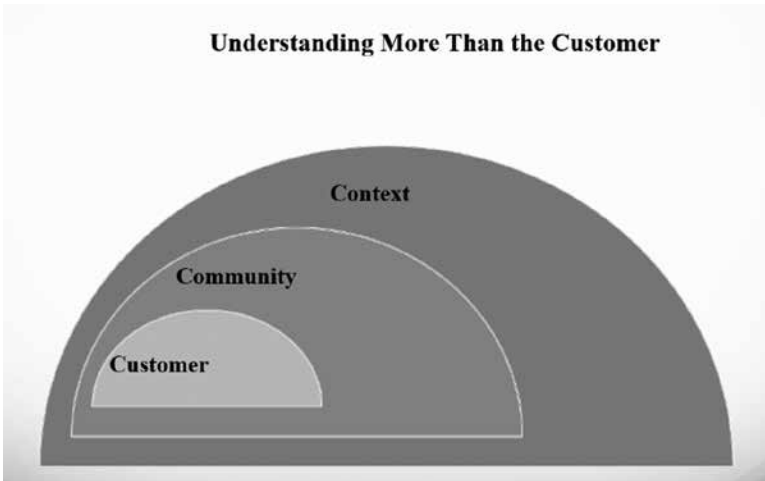 Understanding More Than the Customer
Context
Community
Customer